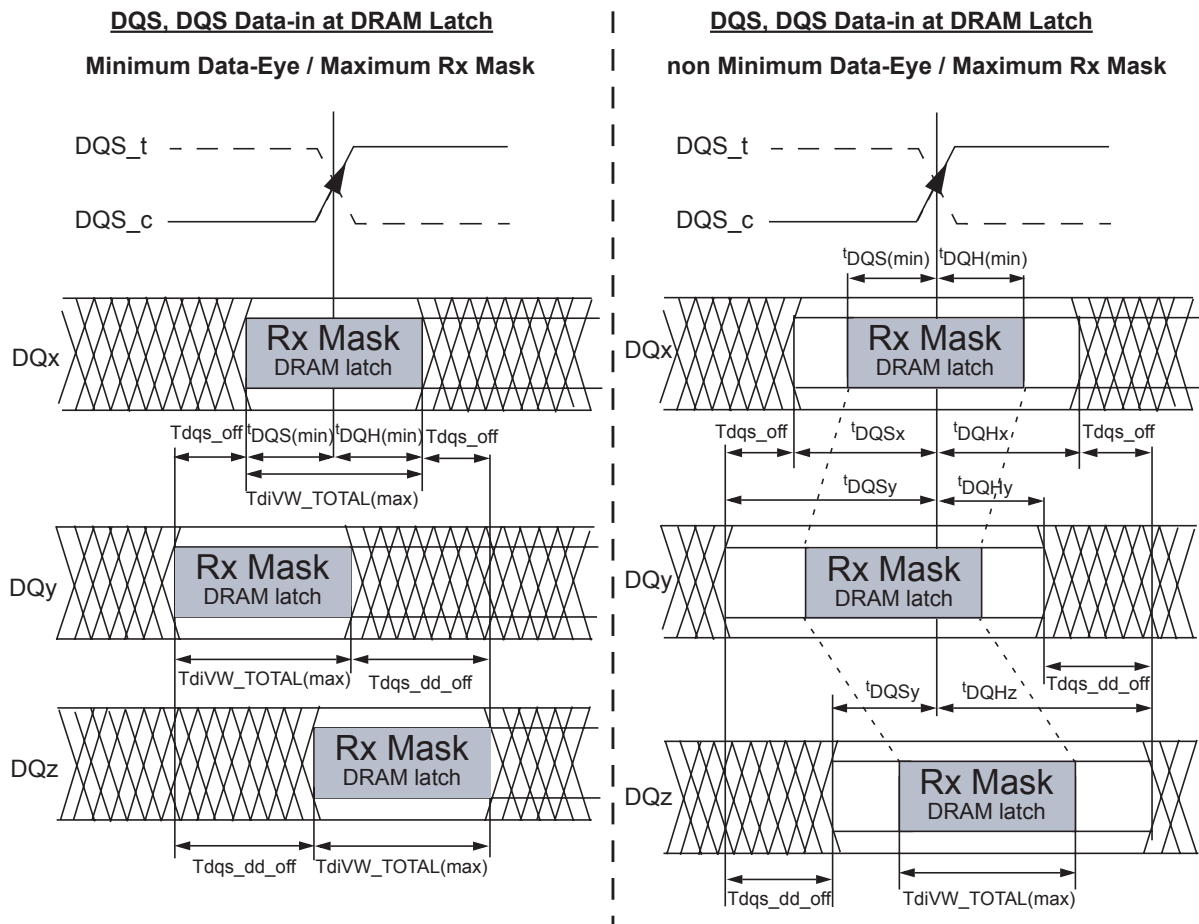 DQS, DQS Data-in at DRAM Latch
Minimum Data-Eye / Maximum Rx Mask
DQS_t
DQS_c
DQx
Rx Mask
DRAM latch
Tdqs_off
tDQS(min)
tDQH(min)
Tdqs_off
TdiVW_TOTAL(max)
DQy
Rx Mask
DRAM latch
TdiVW_TOTAL(max)
Tdqs_dd_off
DQz
Rx Mask
DRAM latch
Tdqs_dd_off
TdiVW_TOTAL(max)
DQS, DQS Data-in at DRAM Latch
non Minimum Data-Eye / Maximum Rx Mask
DQS_t
DQS_c
tDQS(min)
tDQH(min)
DQx
Rx Mask
DRAM latch
Tdqs_off
tDQSx
tDQHx
Tdqs_off
tDQSy
tDQHy
DQy
Rx Mask
DRAM latch
Tdqs_dd_off
tDQSy
tDQHz
DQz
Rx Mask
DRAM latch
Tdqs_dd_off
TdiVW_TOTAL(max)